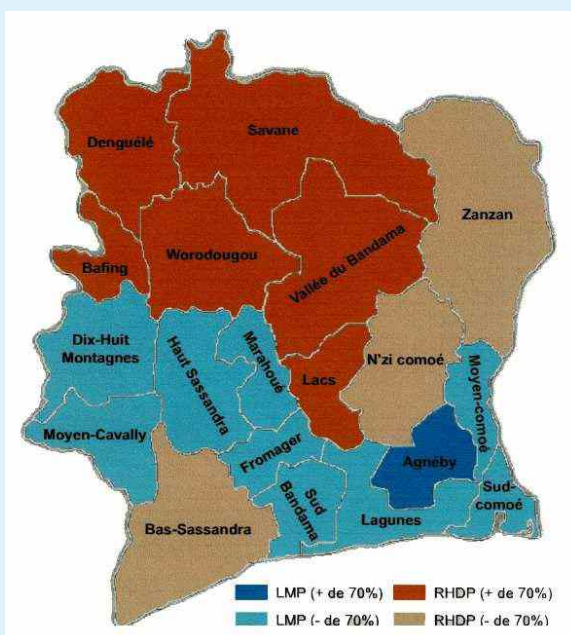 Denguélé
Savane
Zanzan
Bafing
Worodougou
Vallée du Bandama
Dix-Huit
Montagnes
Haut Sassandra
Marahoué
Lacs
N'zi comoé
Moyen-comoé
Moyen-Cavally
Fromager
Agnéby
Sud
Bandama
Sud-
comoé
Bas-Sassandra
Lagunes
LMP (+ de 70%)
RHDP (+ de 70%)
LMP (- de 70%)
RHDP (- de 70%)